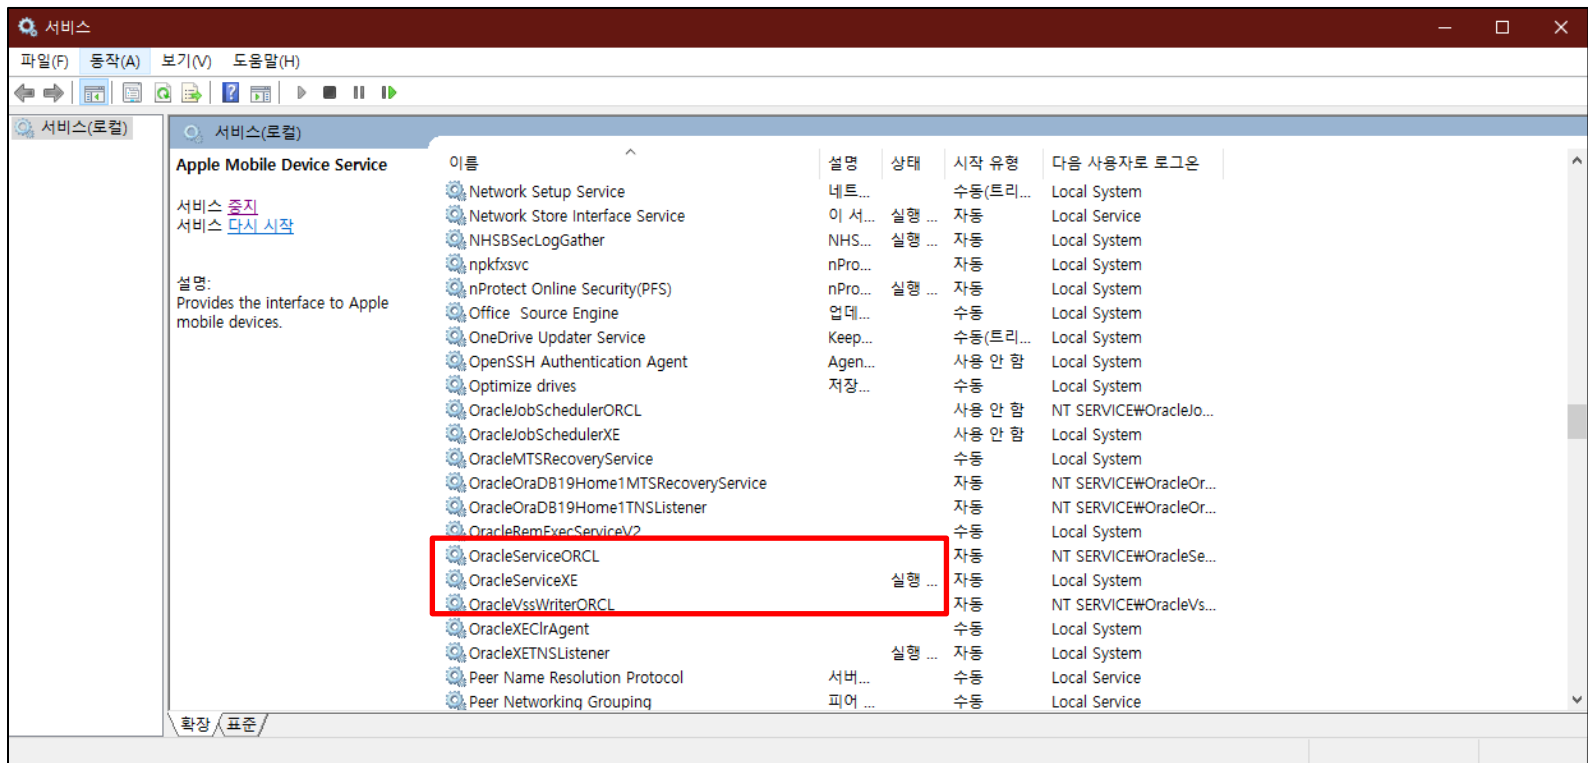 서비스
파일(F) 동작(A) 보기(V) 도움말(H)
서비스(로컬)
서비스(로컬)
Apple Mobile Device Service
서비스 중지
서비스 다시 시작
설명:
Provides the interface to Apple
mobile devices.
이름 설명 상태 시작 유형 다음 사용자로 로그온
Network Setup Service 네트... 수동(트리... Local System
Network Store Interface Service 이 서... 실행 ... 자동 Local Service
NHSBSecLogGather NHS... 실행 ... 자동 Local System
npkfxsvc nPro... 자동 Local System
nProtect Online Security(PFS) nPro... 실행 ... 자동 Local System
Office  Source Engine 업데... 수동 Local System
OneDrive Updater Service Keep... 수동(트리... Local System
OpenSSH Authentication Agent Agen... 사용 안 함 Local System
Optimize drives 저장... 수동 Local System
OracleJobSchedulerORCL 사용 안 함 NT SERVICE₩OracleJo...
OracleJobSchedulerXE 사용 안 함 Local System
OracleMTSRecoveryService 수동 Local System
OracleOraDB19Home1MTSRecoveryService 자동 NT SERVICE₩OracleOr...
OracleOraDB19Home1TNSListener 자동 NT SERVICE₩OracleOr...
OracleRemExecServiceV2 수동 Local System
OracleServiceORCL 자동 NT SERVICE₩OracleSe...
OracleServiceXE 실행 ... 자동 Local System
OracleVssWriterORCL 자동 NT SERVICE₩OracleVs...
OracleXEClrAgent 수동 Local System
OracleXETNSListener 실행 ... 자동 Local System
Peer Name Resolution Protocol 서버... 수동 Local Service
Peer Networking Grouping 피어 ... 수동 Local Service
확장 표준